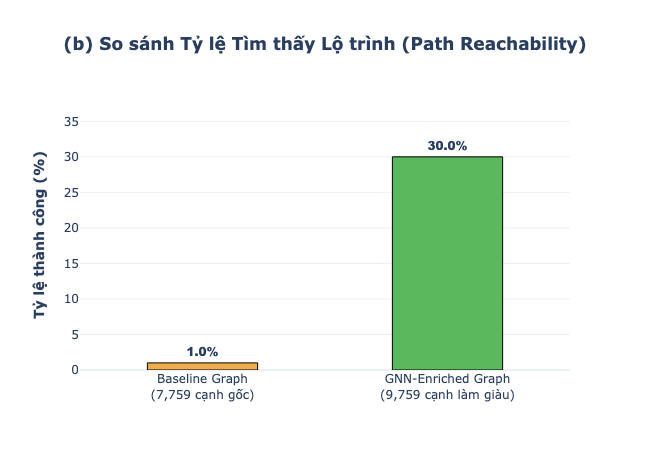 (b) So sánh Tỷ lệ Tìm thấy Lộ trình (Path Reachability)
Tỷ lệ thành công (%)
35
30
25
20
15
10
5
0
1.0%
30.0%
Baseline Graph
(7,759 cạnh gốc)
GNN-Enriched Graph
(9,759 cạnh làm giàu)